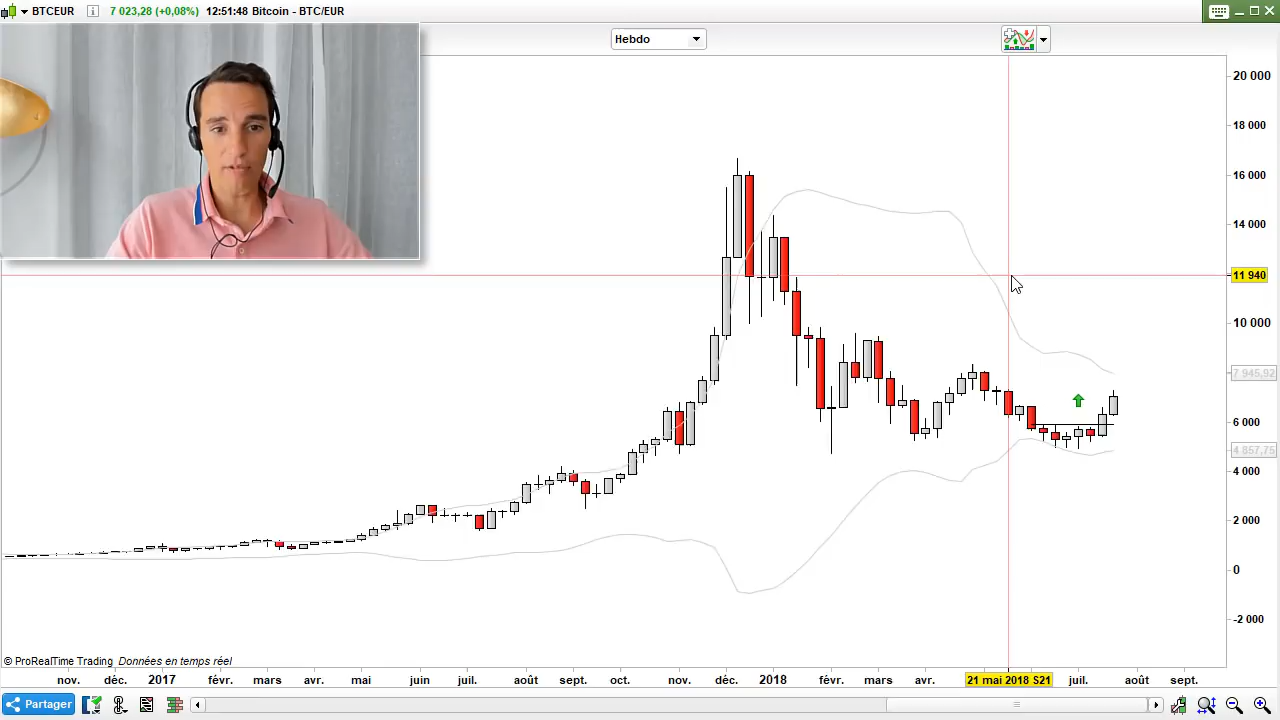 BTCEUR i 7 023,28 (+0,08%) 12:51:48 Bitcoin - BTC/EUR
Hebdo
20 000
18 000
16 000
14 000
11 940
10 000
7 945,92
6 000
4 857,75
4 000
2 000
0
-2 000
© ProRealTime Trading Données en temps réel
nov. déc. 2017 févr. mars avr. juin juil. août sept. oct. nov. déc. 2018 févr. mars avr. 21 mai 2018 S21 juil. août sept.
Partager